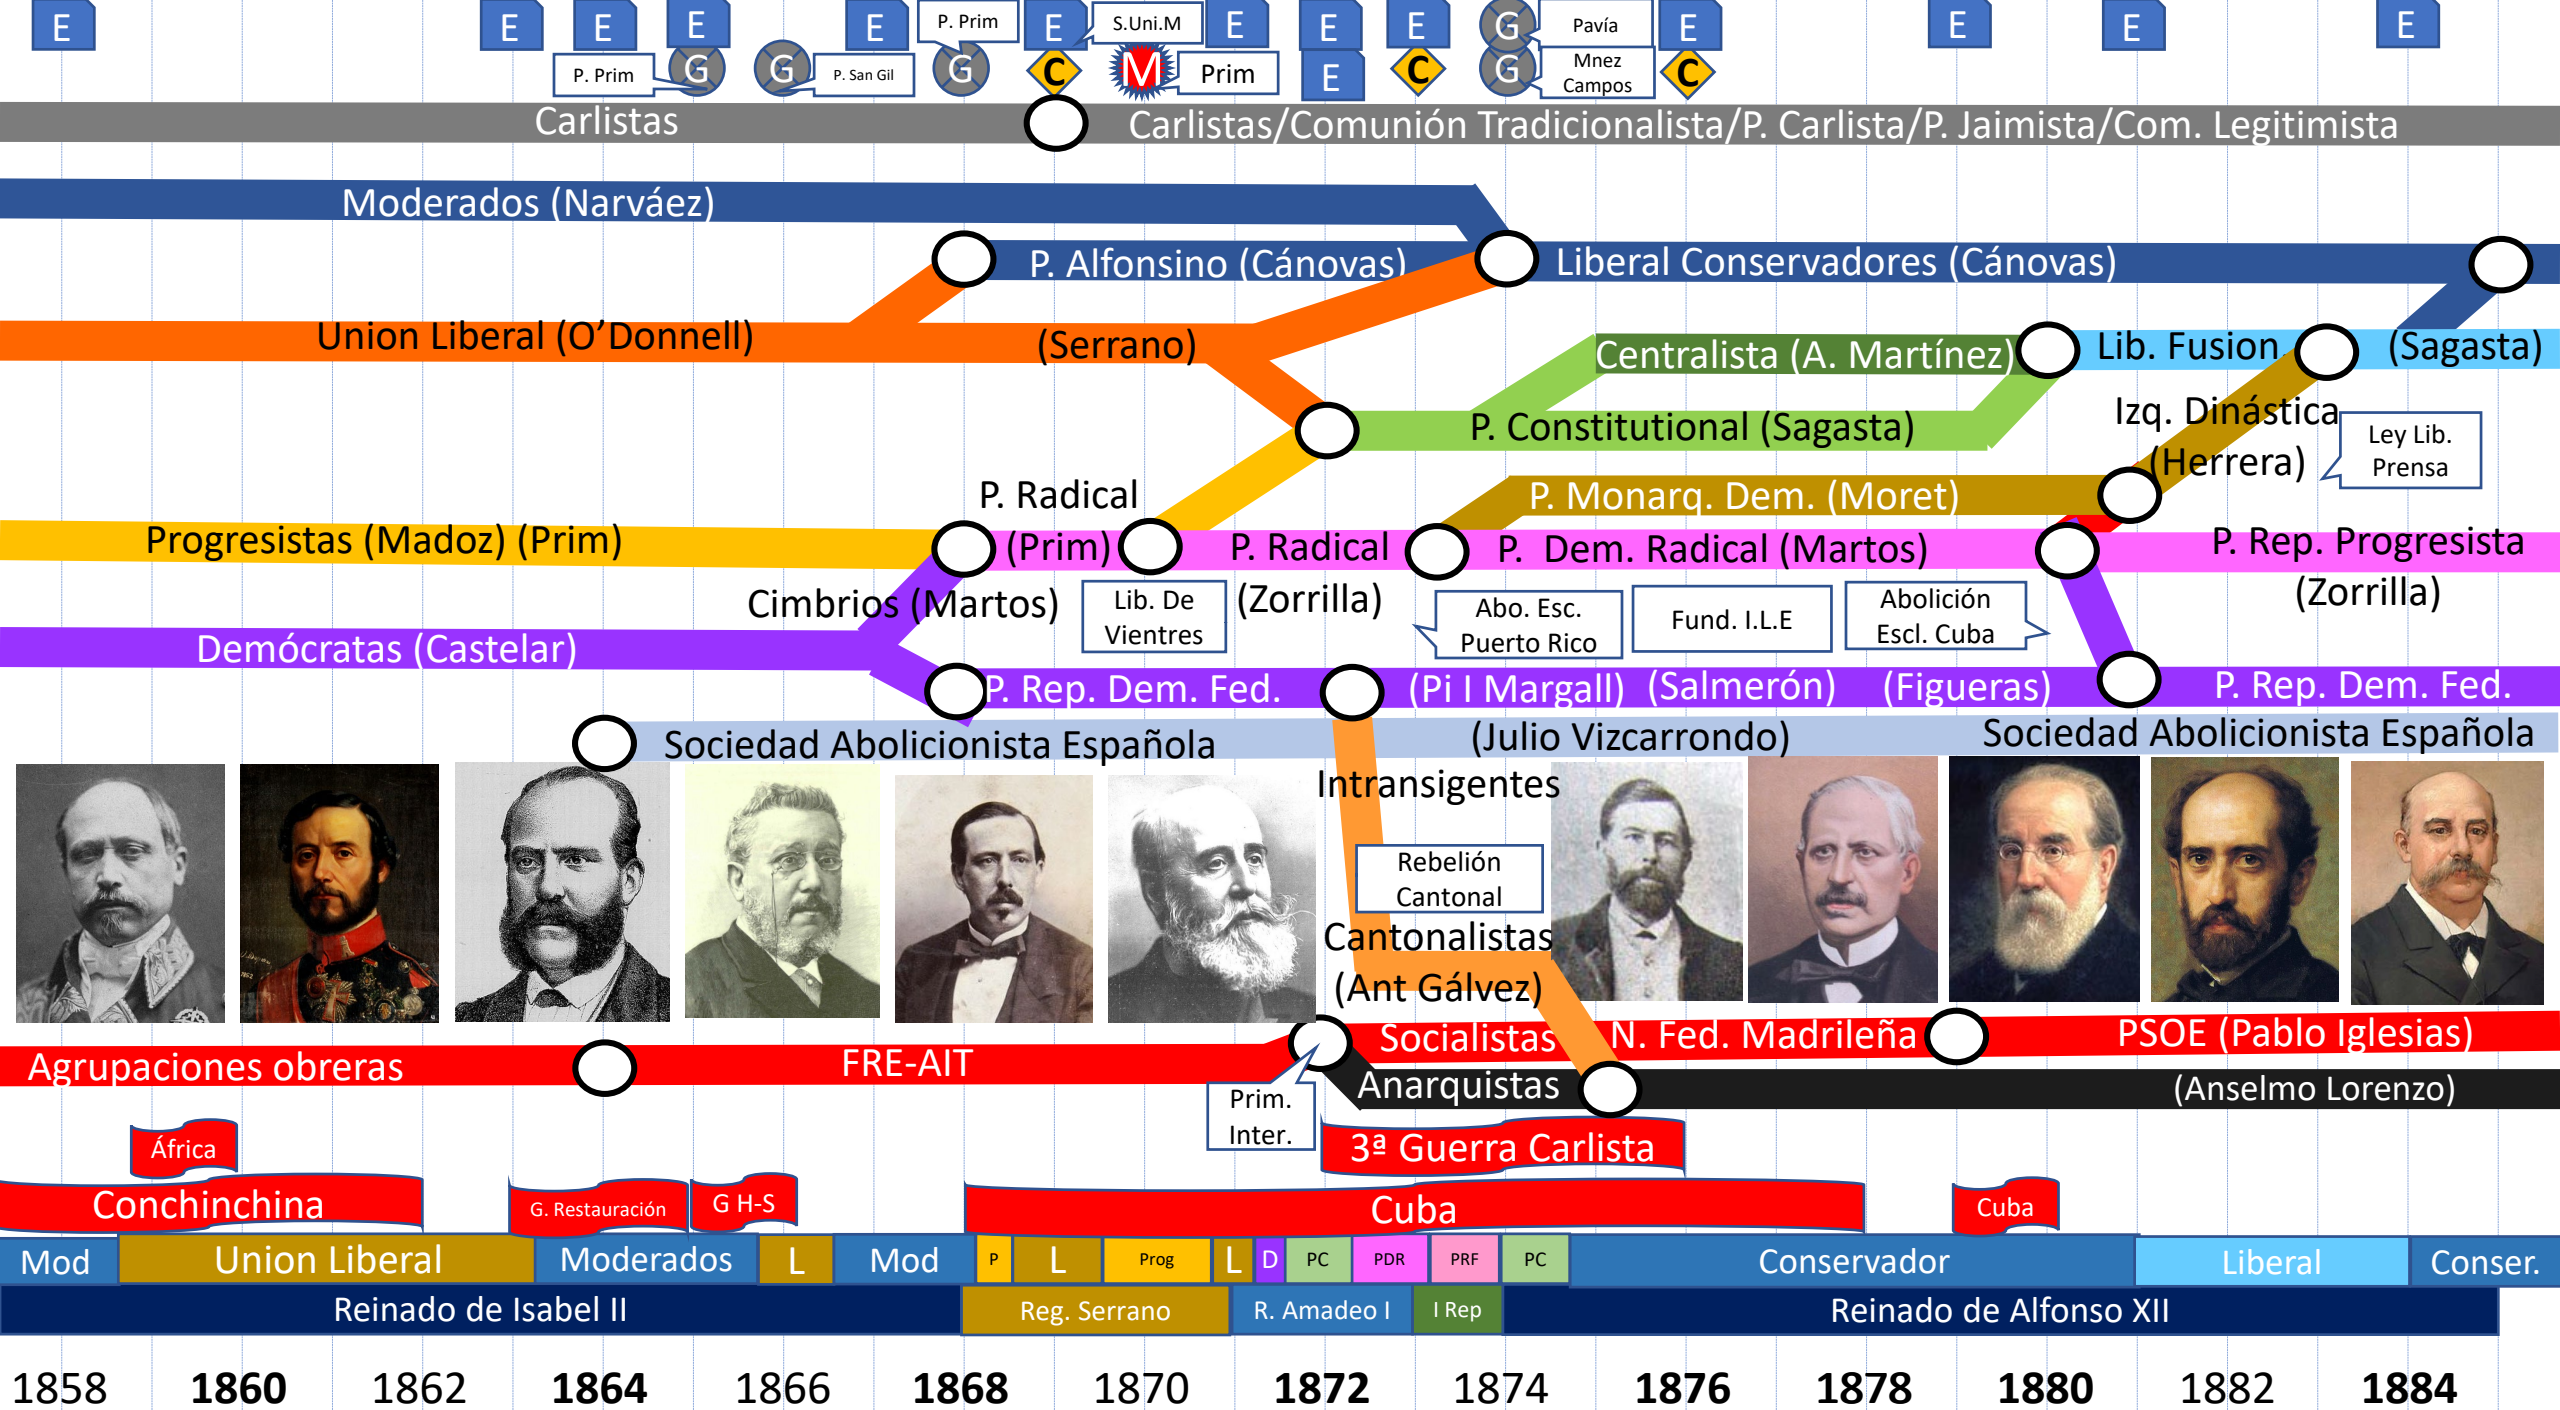 E E E E E E E E E E E E E
P. Prim
S.Uni.M
G
Pavía
P. Prim
G
G
P. San Gil
G
C
M
Prim
E
C
G
Mnez
Campos
C
Carlistas
Carlistas/Comunión Tradicionalista/P. Carlista/P. Jaimista/Com. Legitimista
Moderados (Narváez)
P. Alfonsino (Cánovas)
Liberal Conservadores (Cánovas)
Union Liberal (O’Donnell)
(Serrano)
Centralista (A. Martínez)
Lib. Fusion.
(Sagasta)
P. Constitutional (Sagasta)
Izq. Dinástica
(Herrera)
Ley Lib.
Prensa
P. Radical
(Prim)
P. Monarq. Dem. (Moret)
Progresistas (Madoz) (Prim)
P. Radical
(Zorrilla)
P. Dem. Radical (Martos)
P. Rep. Progresista
(Zorrilla)
Cimbrios (Martos)
Lib. De
Vientres
Abo. Esc.
Puerto Rico
Fund. I.L.E
Abolición
Escl. Cuba
Demócratas (Castelar)
P. Rep. Dem. Fed.
(Pi I Margall)
(Salmerón)
(Figueras)
P. Rep. Dem. Fed.
Sociedad Abolicionista Española
(Julio Vizcarrondo)
Sociedad Abolicionista Española
Intransigentes
Rebelión
Cantonal
Cantonalistas
(Ant Gálvez)
Agrupaciones obreras
FRE-AIT
Socialistas
N. Fed. Madrileña
PSOE (Pablo Iglesias)
Anarquistas
(Anselmo Lorenzo)
Prim.
Inter.
África
3ª Guerra Carlista
Conchinchina
G. Restauración
G H-S
Cuba
Cuba
Mod
Union Liberal
Moderados
L
Mod
P
L
Prog
L
D
PC
PDR
PRF
PC
Conservador
Liberal
Conser.
Reinado de Isabel II
Reg. Serrano
R. Amadeo I
I Rep
Reinado de Alfonso XII
1858 1860 1862 1864 1866 1868 1870 1872 1874 1876 1878 1880 1882 1884